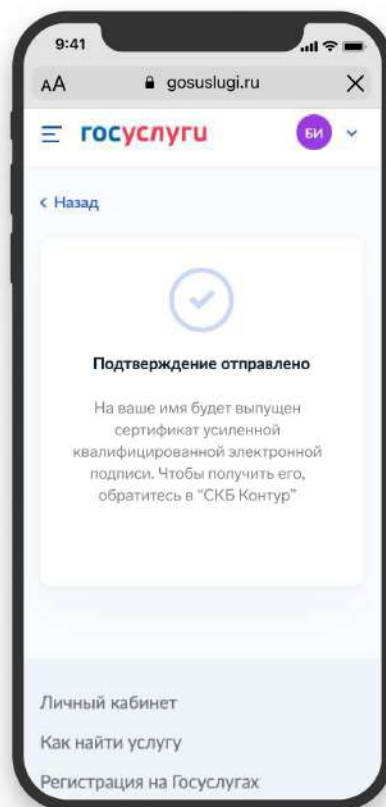 9:41
AA gosuslugi.ru
госуслуги БИ
Назад
Подтверждение отправлено
На ваше имя будет выпущен
сертификат усиленной
квалифицированной электронной
подписи. Чтобы получить его,
обратитесь в "СКБ Контур"
Личный кабинет
Как найти услугу
Регистрация на Госуслугах